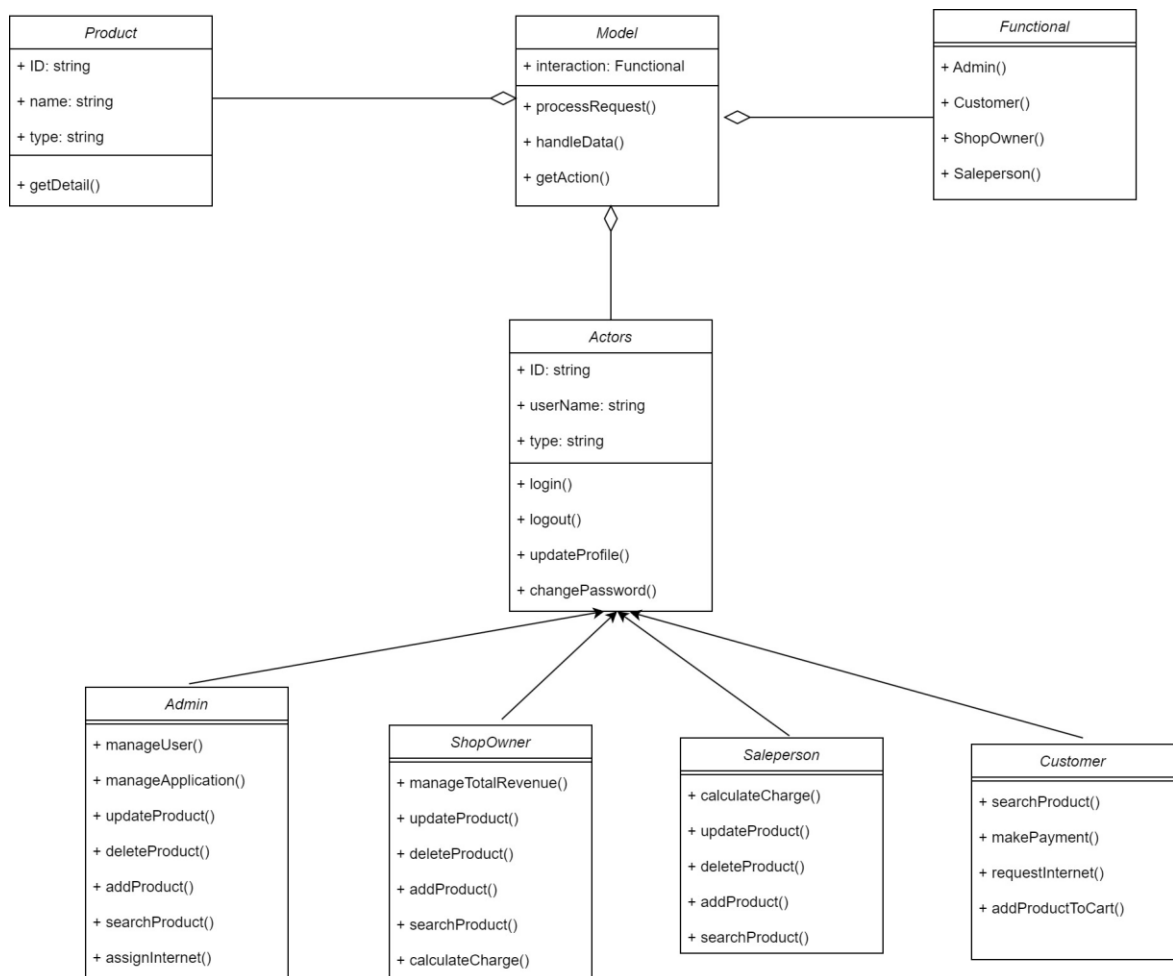 Product
+ ID: string
+ name: string
+ type: string
+ getDetail()
Model
+ interaction: Functional
+ processRequest()
+ handleData()
+ getAction()
Functional
+ Admin()
+ Customer()
+ ShopOwner()
+ Saleperson()
Actors
+ ID: string
+ userName: string
+ type: string
+ login()
+ logout()
+ updateProfile()
+ changePassword()
Admin
+ manageUser()
+ manageApplication()
+ updateProduct()
+ deleteProduct()
+ addProduct()
+ searchProduct()
+ assignInternet()
ShopOwner
+ manageTotalRevenue()
+ updateProduct()
+ deleteProduct()
+ addProduct()
+ searchProduct()
+ calculateCharge()
Saleperson
+ calculateCharge()
+ updateProduct()
+ deleteProduct()
+ addProduct()
+ searchProduct()
Customer
+ searchProduct()
+ makePayment()
+ requestInternet()
+ addProductToCart()